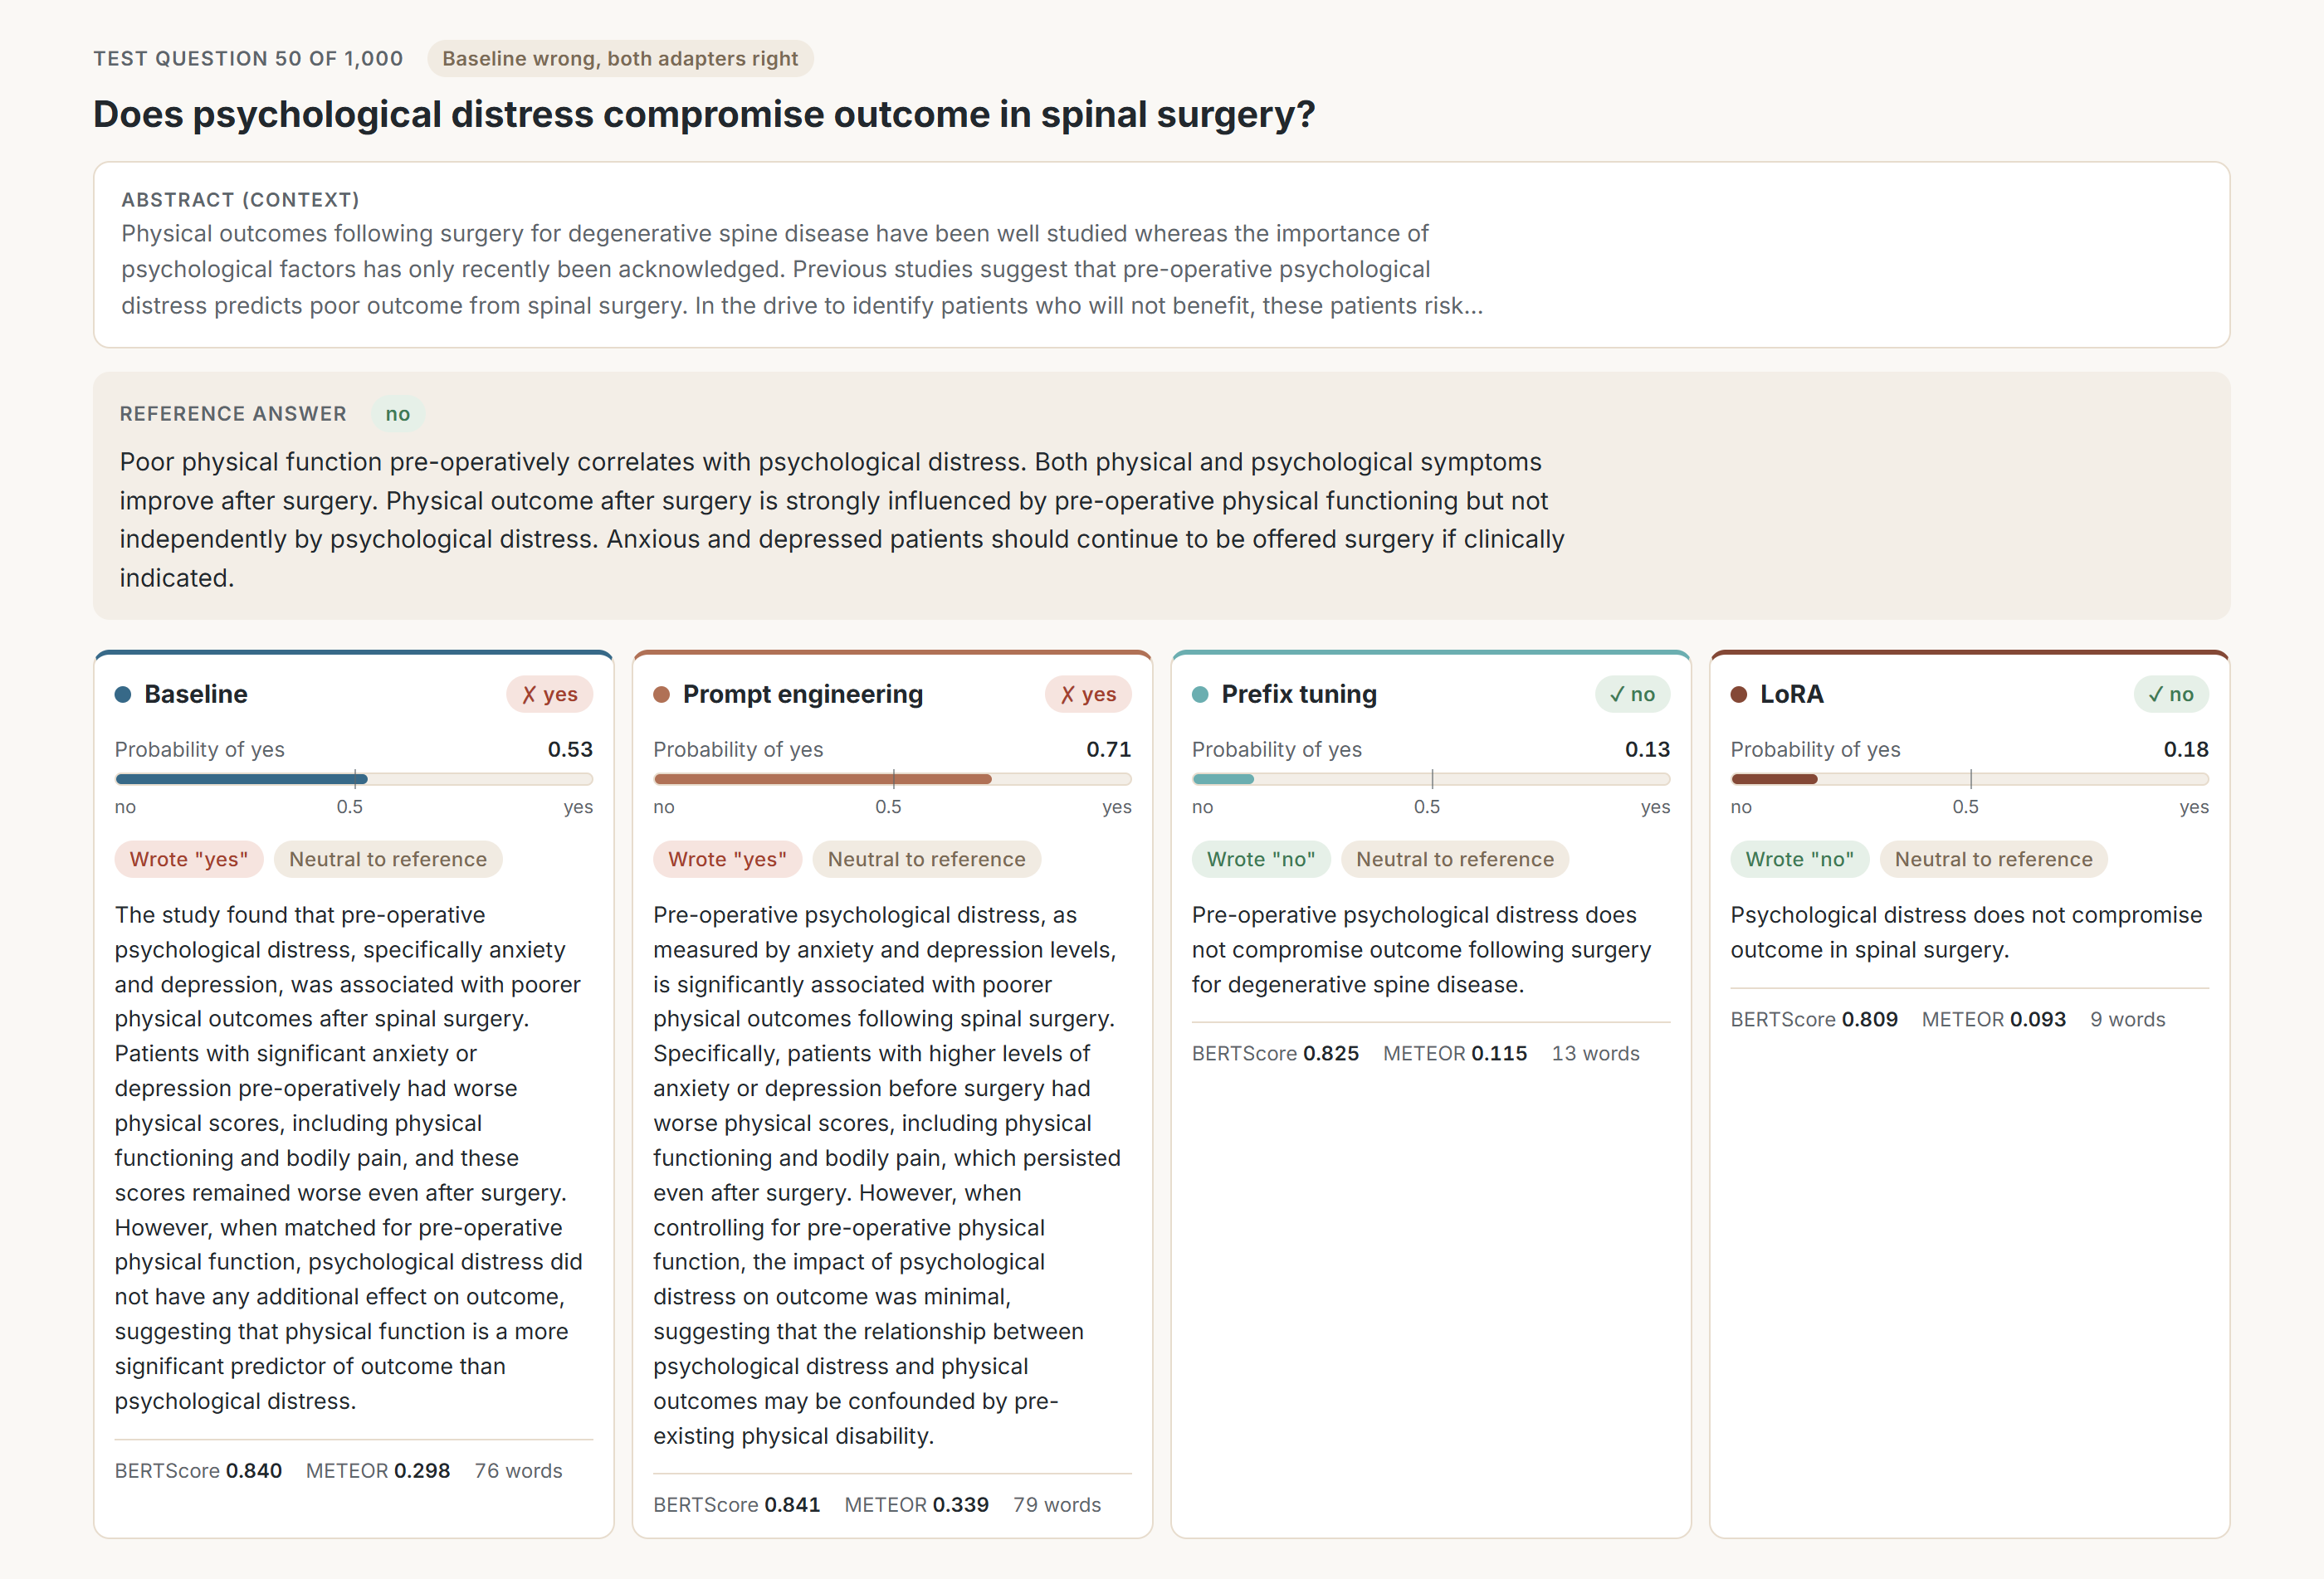 TEST QUESTION 50 OF 1,000 Baseline wrong, both adapters right
Does psychological distress compromise outcome in spinal surgery?
ABSTRACT (CONTEXT)
Physical outcomes following surgery for degenerative spine disease have been well studied whereas the importance of
psychological factors has only recently been acknowledged. Previous studies suggest that pre-operative psychological
distress predicts poor outcome from spinal surgery. In the drive to identify patients who will not benefit, these patients risk...
REFERENCE ANSWER no
Poor physical function pre-operatively correlates with psychological distress. Both physical and psychological symptoms
improve after surgery. Physical outcome after surgery is strongly influenced by pre-operative physical functioning but not
independently by psychological distress. Anxious and depressed patients should continue to be offered surgery if clinically
indicated.
Baseline ✗ yes
Probability of yes 0.53
no 0.5 yes
Wrote "yes" Neutral to reference
The study found that pre-operative
psychological distress, specifically anxiety
and depression, was associated with poorer
physical outcomes after spinal surgery.
Patients with significant anxiety or
depression pre-operatively had worse
physical scores, including physical
functioning and bodily pain, and these
scores remained worse even after surgery.
However, when matched for pre-operative
physical function, psychological distress did
not have any additional effect on outcome,
suggesting that physical function is a more
significant predictor of outcome than
psychological distress.
BERTScore 0.840 METEOR 0.298 76 words
Prompt engineering ✗ yes
Probability of yes 0.71
no 0.5 yes
Wrote "yes" Neutral to reference
Pre-operative psychological distress, as
measured by anxiety and depression levels,
is significantly associated with poorer
physical outcomes following spinal surgery.
Specifically, patients with higher levels of
anxiety or depression before surgery had
worse physical scores, including physical
functioning and bodily pain, which persisted
even after surgery. However, when
controlling for pre-operative physical
function, the impact of psychological
distress on outcome was minimal,
suggesting that the relationship between
psychological distress and physical
outcomes may be confounded by pre-
existing physical disability.
BERTScore 0.841 METEOR 0.339 79 words
Prefix tuning ✓ no
Probability of yes 0.13
no 0.5 yes
Wrote "no" Neutral to reference
Pre-operative psychological distress does
not compromise outcome following surgery
for degenerative spine disease.
BERTScore 0.825 METEOR 0.115 13 words
LoRA ✓ no
Probability of yes 0.18
no 0.5 yes
Wrote "no" Neutral to reference
Psychological distress does not compromise
outcome in spinal surgery.
BERTScore 0.809 METEOR 0.093 9 words